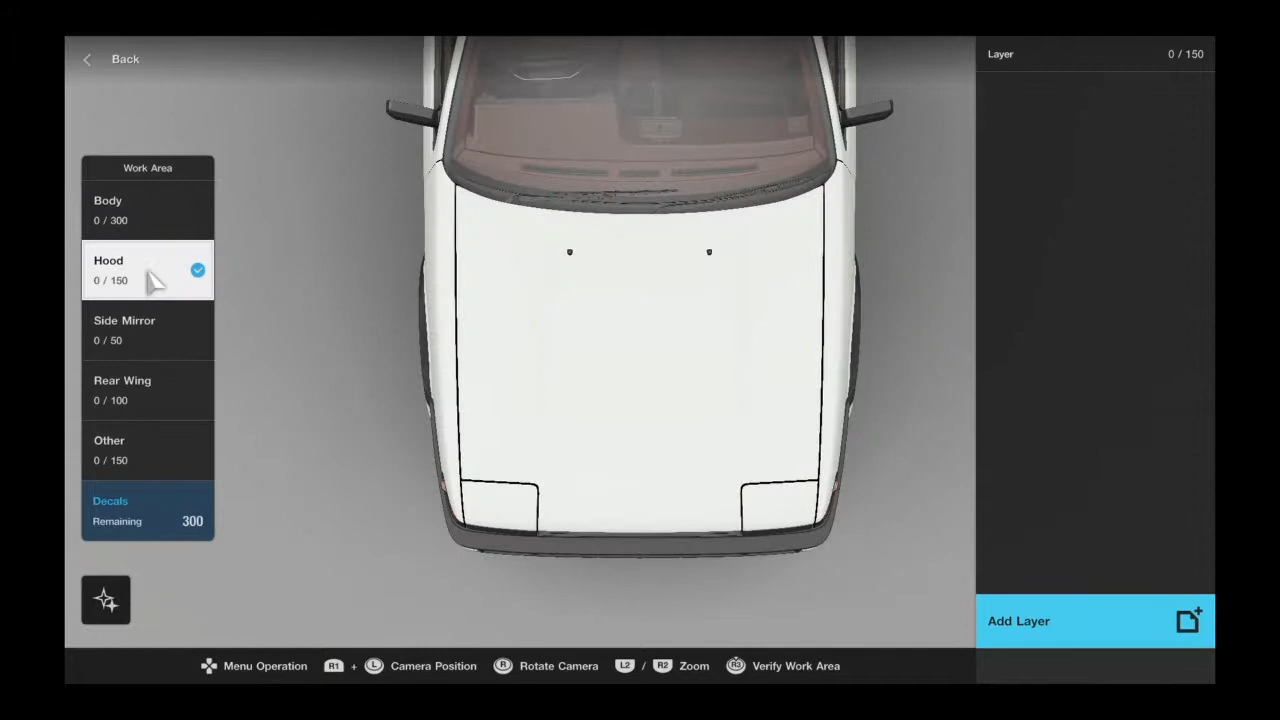 Back
Layer 0 / 150
Work Area
Body
0 / 300
Hood
0 / 150
Side Mirror
0 / 50
Rear Wing
0 / 100
Other
0 / 150
Decals
Remaining 300
Add Layer
Menu Operation R1 + L Camera Position R Rotate Camera L2 / R2 Zoom R3 Verify Work Area